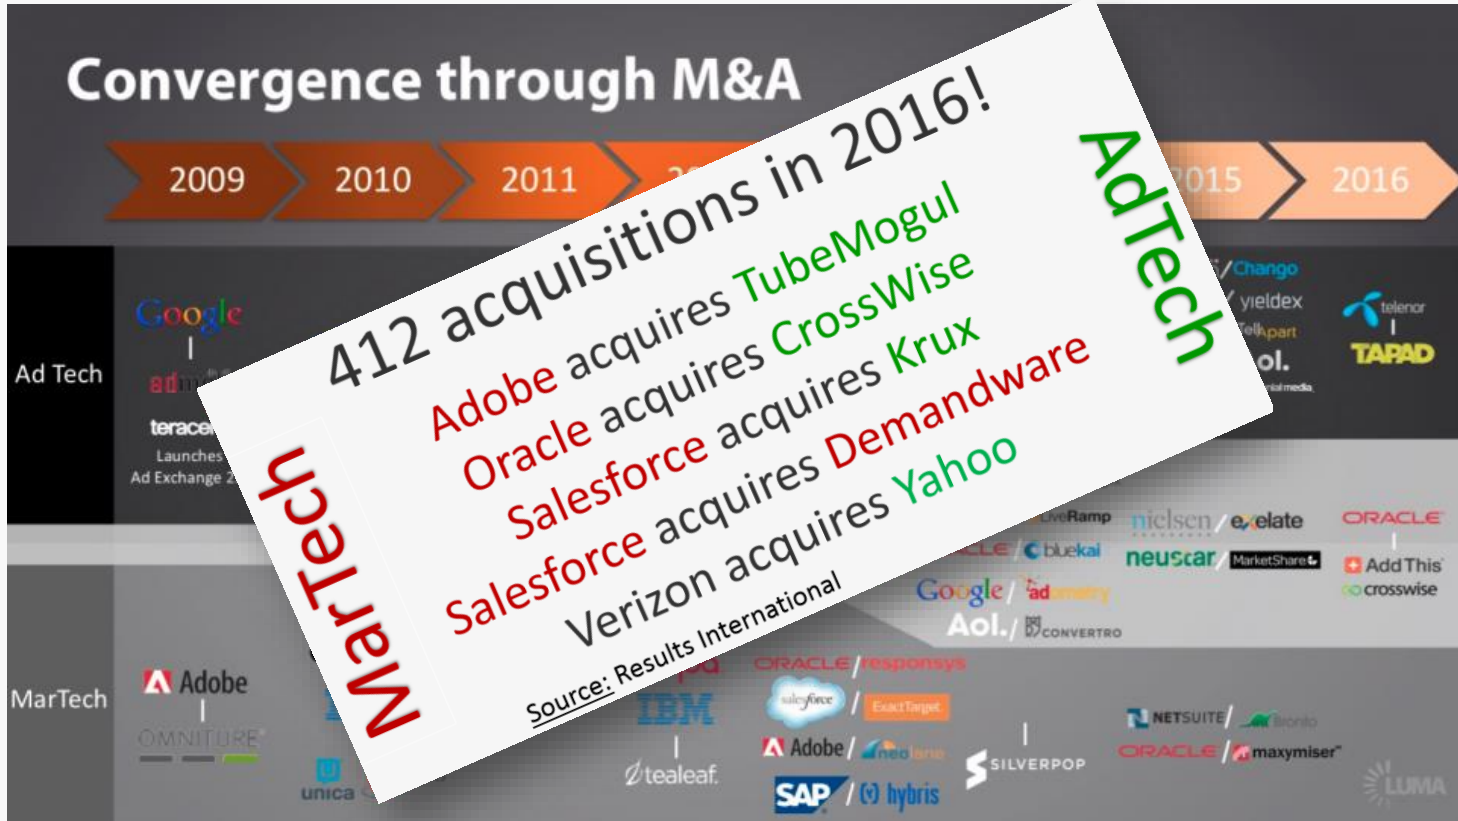 Convergence through M&A
2009
2010
2011
2015
2016
412 acquisitions in 2016!
Adobe acquires TubeMogul
Oracle acquires CrossWise
Salesforce acquires Krux
Salesforce acquires Demandware
Verizon acquires Yahoo
Source: Results International
MarTech
AdTech
Ad Tech
Google
Launches
Ad Exchange
/Chango
yieldex
telenor
TAPAD
LiveRamp
nielsen / exelate
ORACLE
bluekai
neustar / MarketShare
AddThis
crosswise
Google / adometry
Aol. / CONVERTRO
MarTech
Adobe
OMNITURE
unica
IBM
tealeaf.
ORACLE / responsys
salesforce / ExactTarget.
Adobe / neolane
SAP / (y) hybris
SILVERPOP
NETSUITE / Bronto
ORACLE / maxymiser
LUMA